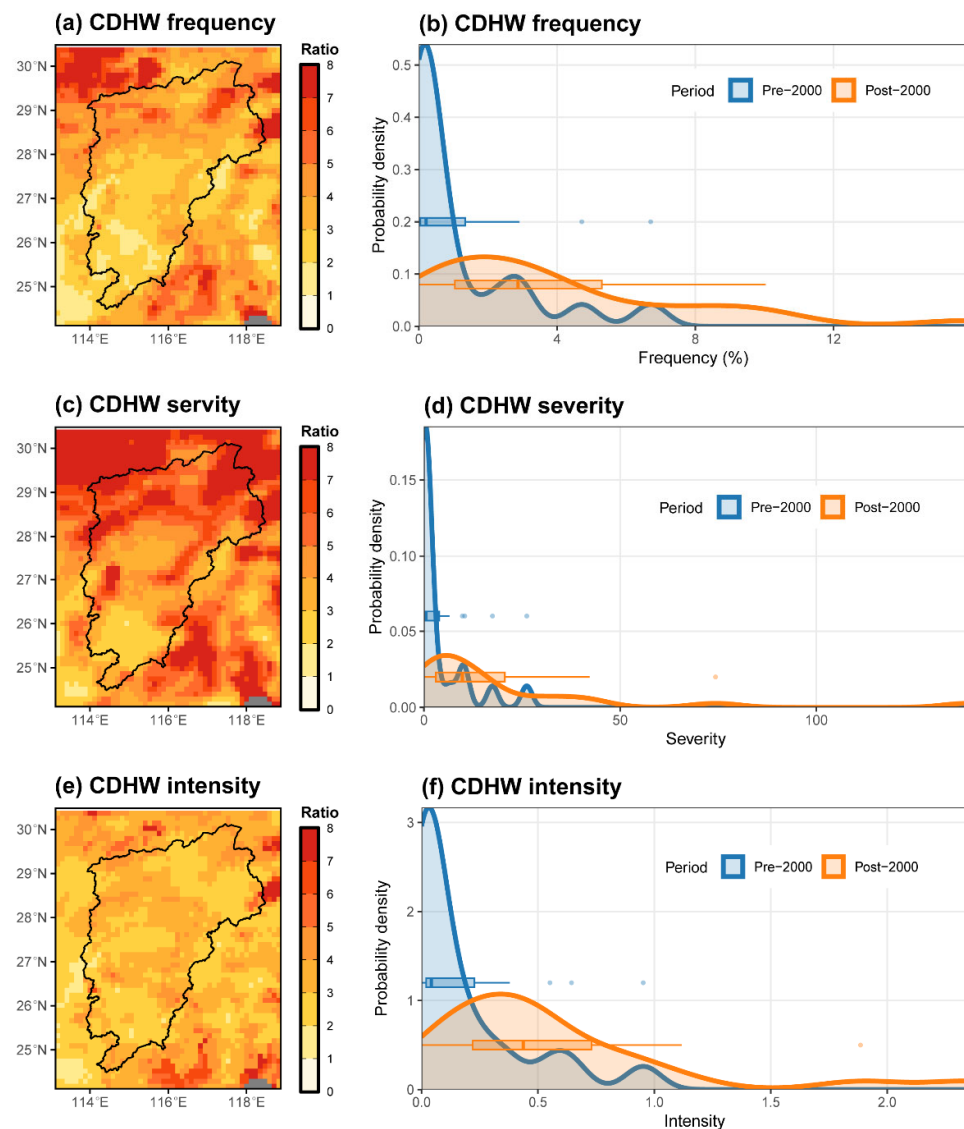 (a) CDHW frequency
Ratio
8
7
6
5
4
3
2
1
0
30°N
29°N
28°N
27°N
26°N
25°N
114°E 116°E 118°E
(b) CDHW frequency
Probability density
0.5
0.4
0.3
0.2
0.1
0.0
Period Pre−2000 Post−2000
0 4 8 12
Frequency (%)
(c) CDHW servity
Ratio
8
7
6
5
4
3
2
1
0
30°N
29°N
28°N
27°N
26°N
25°N
114°E 116°E 118°E
(d) CDHW severity
Probability density
0.15
0.10
0.05
0.00
Period Pre−2000 Post−2000
0 50 100
Severity
(e) CDHW intensity
Ratio
8
7
6
5
4
3
2
1
0
30°N
29°N
28°N
27°N
26°N
25°N
114°E 116°E 118°E
(f) CDHW intensity
Probability density
3
2
1
0
Period Pre−2000 Post−2000
0.0 0.5 1.0 1.5 2.0
Intensity